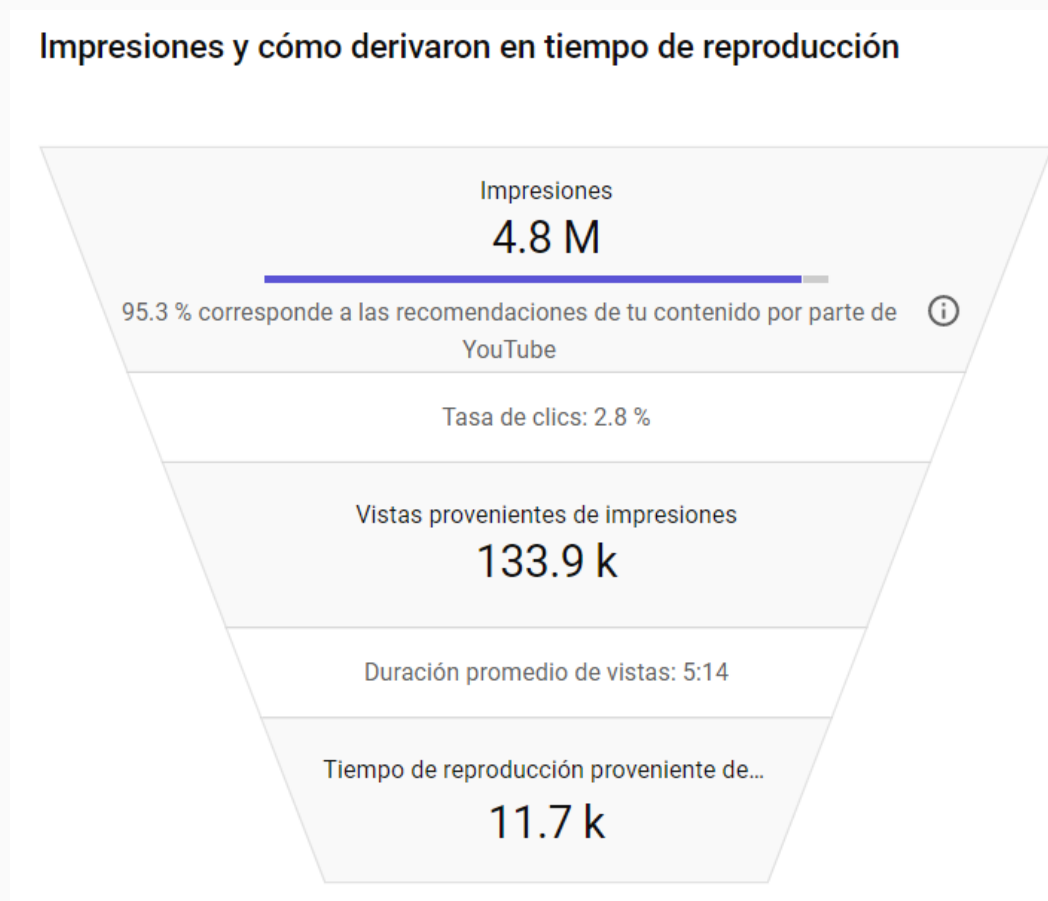 Impresiones y cómo derivaron en tiempo de reproducción
Impresiones
4.8 M
95.3 % corresponde a las recomendaciones de tu contenido por parte de
YouTube
Tasa de clics: 2.8 %
Vistas provenientes de impresiones
133.9 k
Duración promedio de vistas: 5:14
Tiempo de reproducción proveniente de…
11.7 k